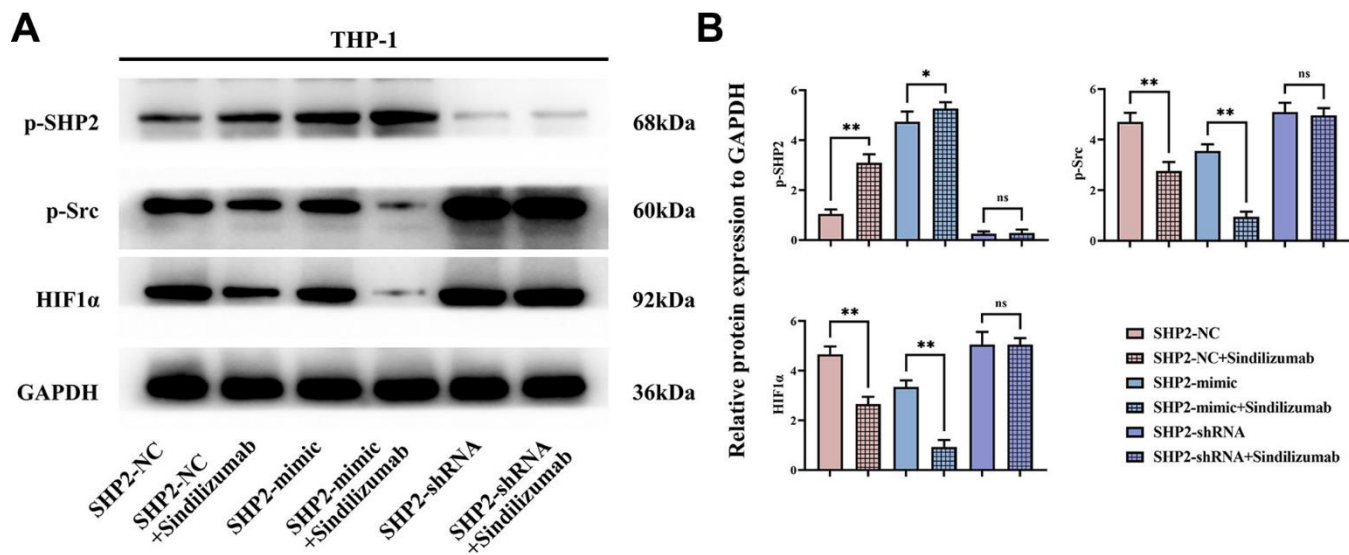 A
THP-1
p-SHP2
68kDa
p-Src
60kDa
HIF1α
92kDa
GAPDH
36kDa
SHP2-NC
SHP2-NC
+Sindilizumab
SHP2-mimic
SHP2-mimic
+Sindilizumab
SHP2-shRNA
SHP2-shRNA
+Sindilizumab
B
Relative protein expression to GAPDH
p-SHP2
6
4
2
0
**
*
ns
p-Src
6
4
2
0
**
**
ns
HIF1α
6
4
2
0
**
**
ns
SHP2-NC
SHP2-NC+Sindilizumab
SHP2-mimic
SHP2-mimic+Sindilizumab
SHP2-shRNA
SHP2-shRNA+Sindilizumab